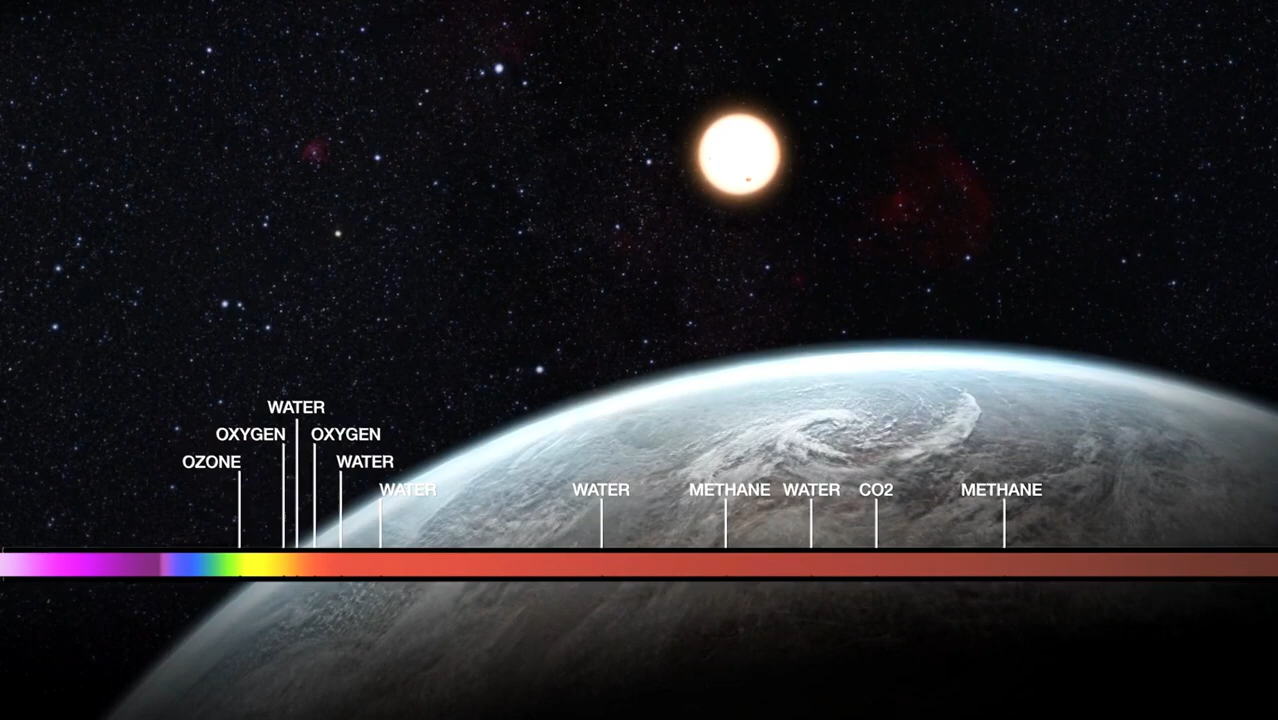 WATER
OXYGEN OXYGEN
OZONE WATER
WATER WATER METHANE WATER CO2 METHANE